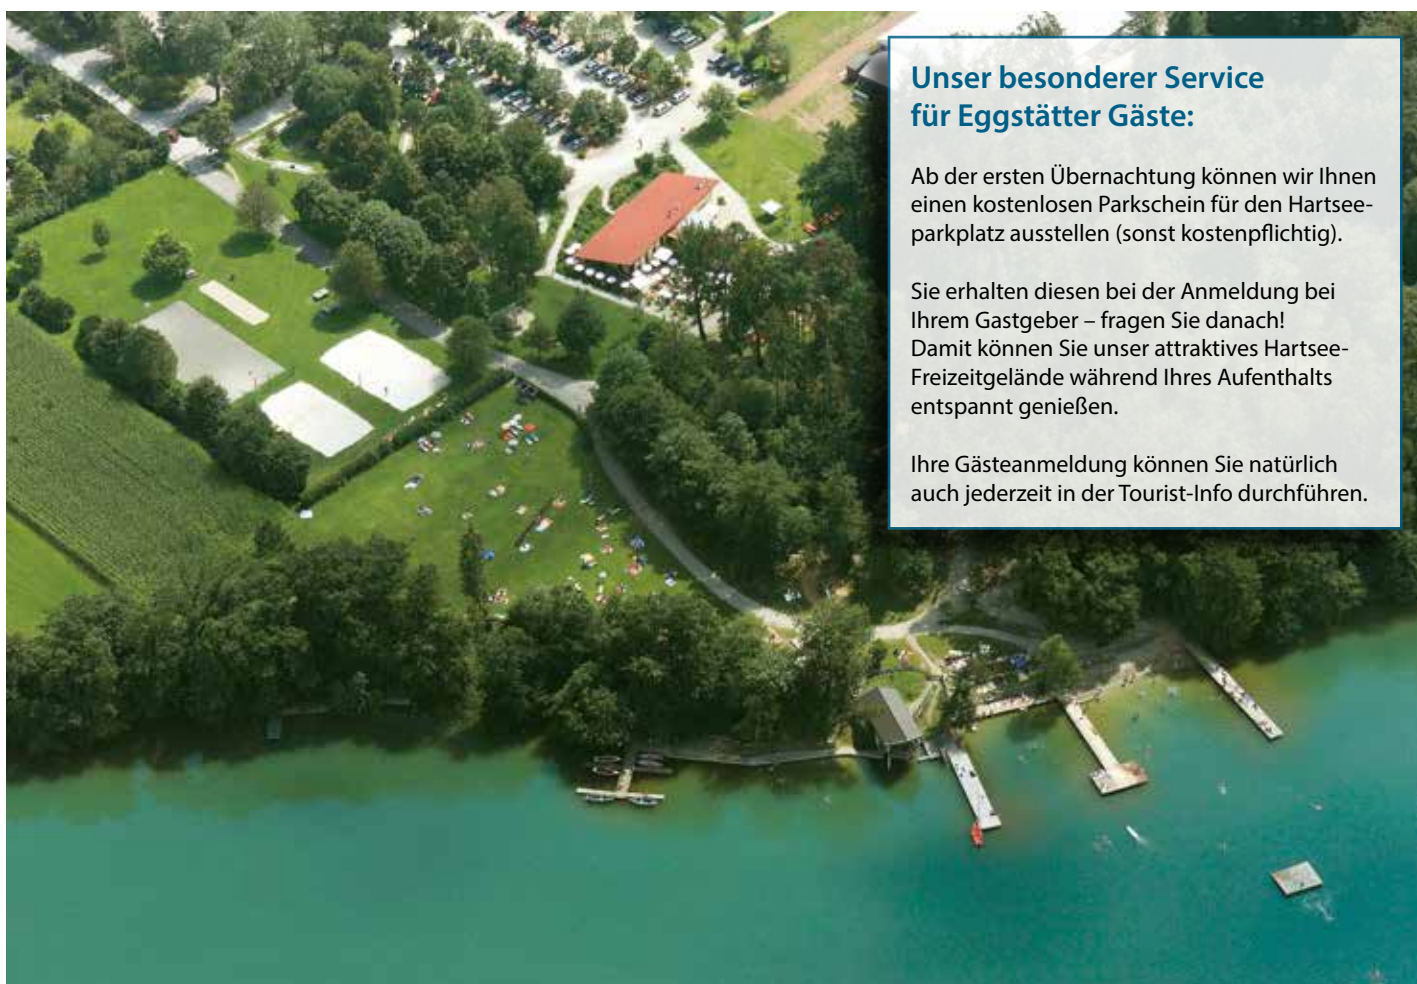 Unser besonderer Service
für Eggstätter Gäste:
Ab der ersten Übernachtung können wir Ihnen
einen kostenlosen Parkschein für den Hartsee-
parkplatz ausstellen (sonst kostenpflichtig).
Sie erhalten diesen bei der Anmeldung bei
Ihrem Gastgeber – fragen Sie danach!
Damit können Sie unser attraktives Hartsee-
Freizeitgelände während Ihres Aufenthalts
entspannt genießen.
Ihre Gästeanmeldung können Sie natürlich
auch jederzeit in der Tourist-Info durchführen.